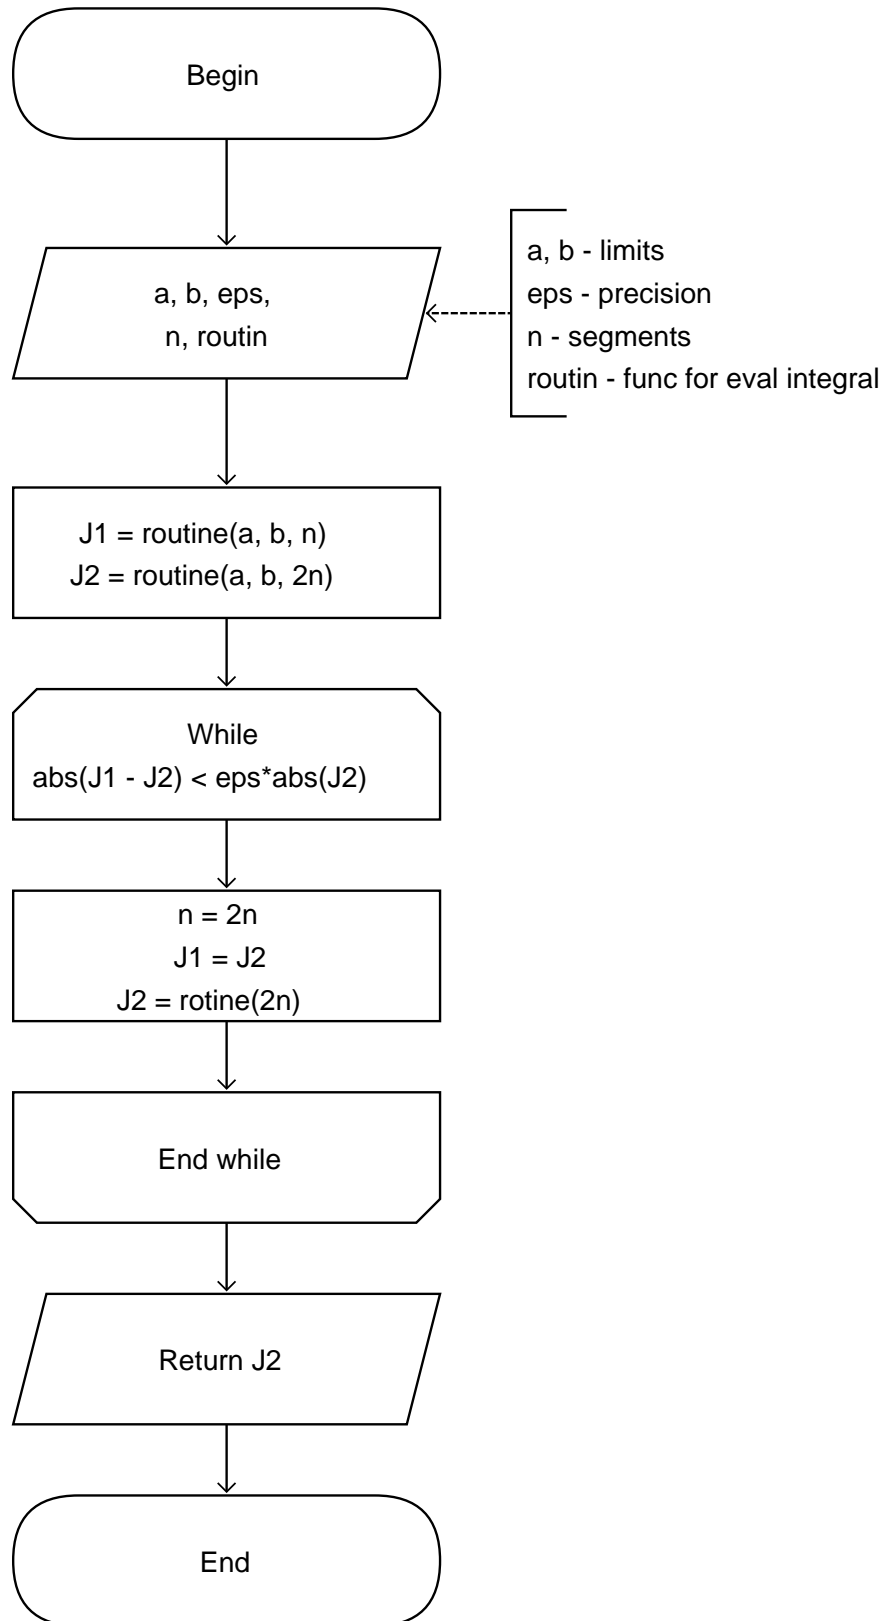 Begin
a, b, eps,
n, routin
a, b - limits
eps - precision
n - segments
routin - func for eval integral
J1 = routine(a, b, n)
J2 = routine(a, b, 2n)
While
abs(J1 - J2) < eps*abs(J2)
n = 2n
J1 = J2
J2 = rotine(2n)
End while
Return J2
End